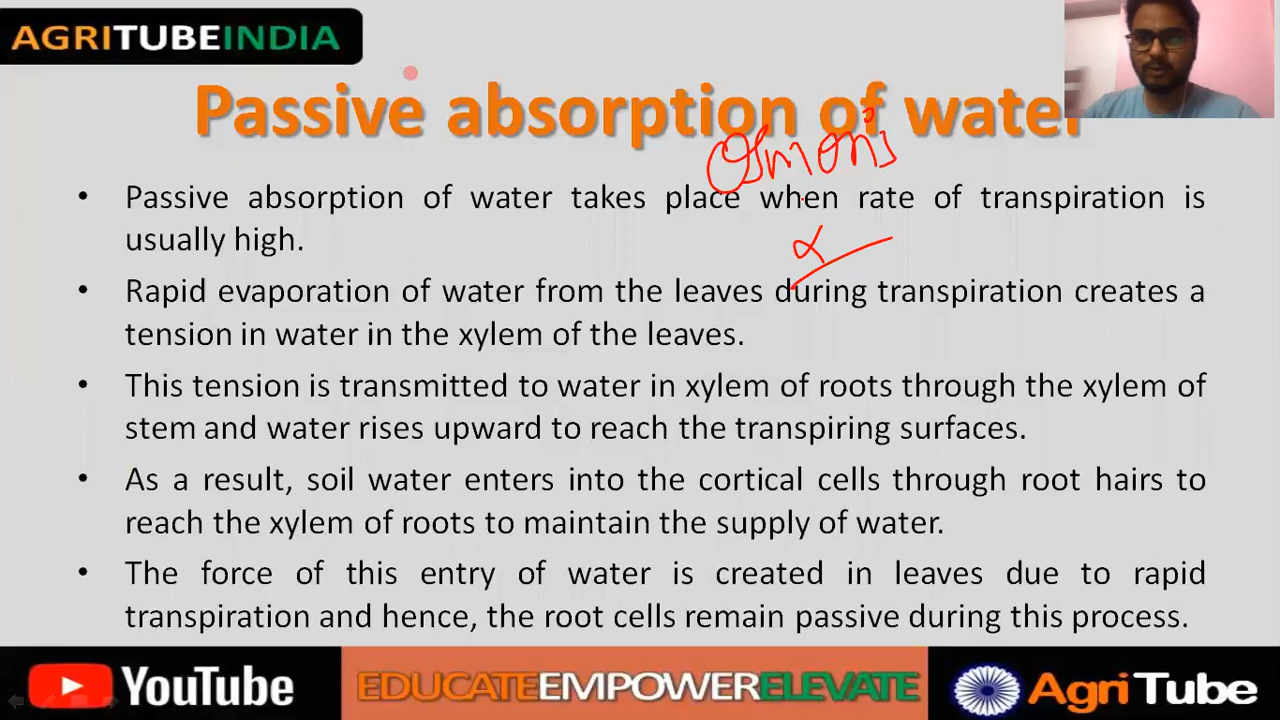 AGRITUBEINDIA
Passive absorption of water
• Passive absorption of water takes place when rate of transpiration is
usually high.
• Rapid evaporation of water from the leaves during transpiration creates a
tension in water in the xylem of the leaves.
• This tension is transmitted to water in xylem of roots through the xylem of
stem and water rises upward to reach the transpiring surfaces.
• As a result, soil water enters into the cortical cells through root hairs to
reach the xylem of roots to maintain the supply of water.
• The force of this entry of water is created in leaves due to rapid
transpiration and hence, the root cells remain passive during this process.
YouTube EDUCATEEMPOWERELEVATE AgriTube